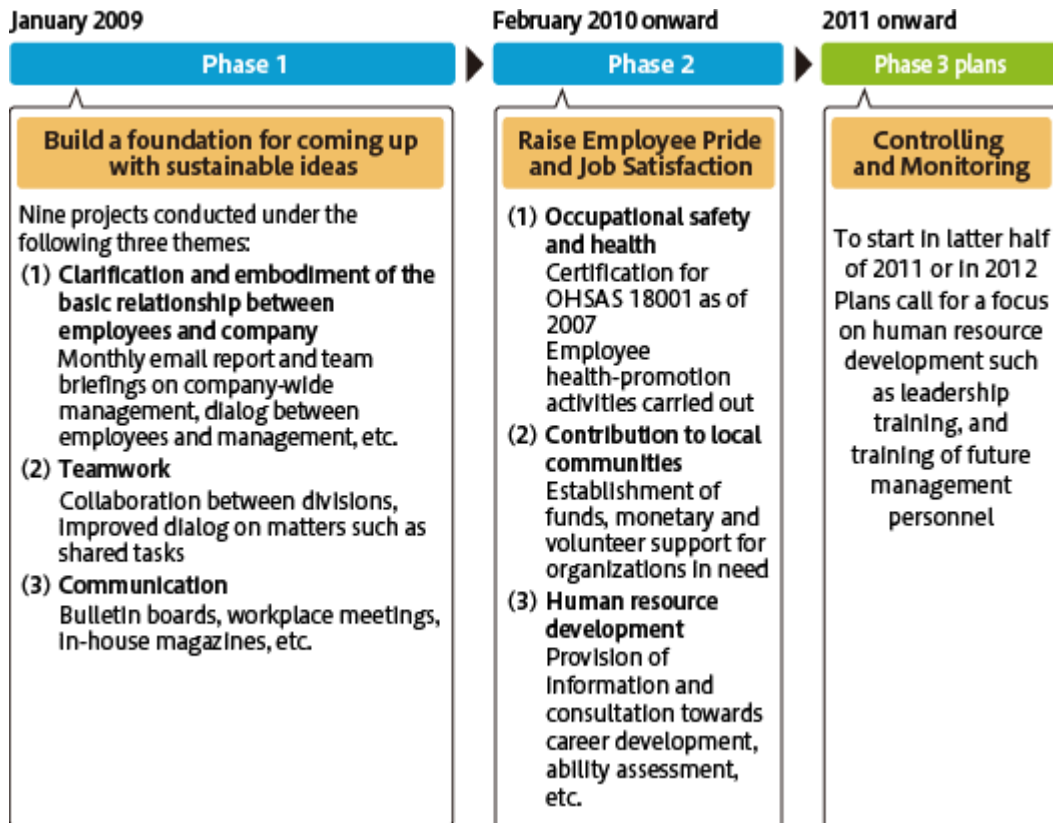 January 2009
Phase 1
Build a foundation for coming up
with sustainable ideas
Nine projects conducted under the
following three themes:
(1) Clarification and embodiment of the
basic relationship between
employees and company
Monthly email report and team
briefings on company-wide
management, dialog between
employees and management, etc.
(2) Teamwork
Collaboration between divisions,
improved dialog on matters such as
shared tasks
(3) Communication
Bulletin boards, workplace meetings,
in-house magazines, etc.
February 2010 onward
Phase 2
Raise Employee Pride
and Job Satisfaction
(1) Occupational safety
and health
Certification for
OHSAS 18001 as of
2007
Employee
health-promotion
activities carried out
(2) Contribution to local
communities
Establishment of
funds, monetary and
volunteer support for
organizations in need
(3) Human resource
development
Provision of
information and
consultation towards
career development,
ability assessment,
etc.
2011 onward
Phase 3 plans
Controlling
and Monitoring
To start in latter half
of 2011 or in 2012
Plans call for a focus
on human resource
development such
as leadership
training, and
training of future
management
personnel